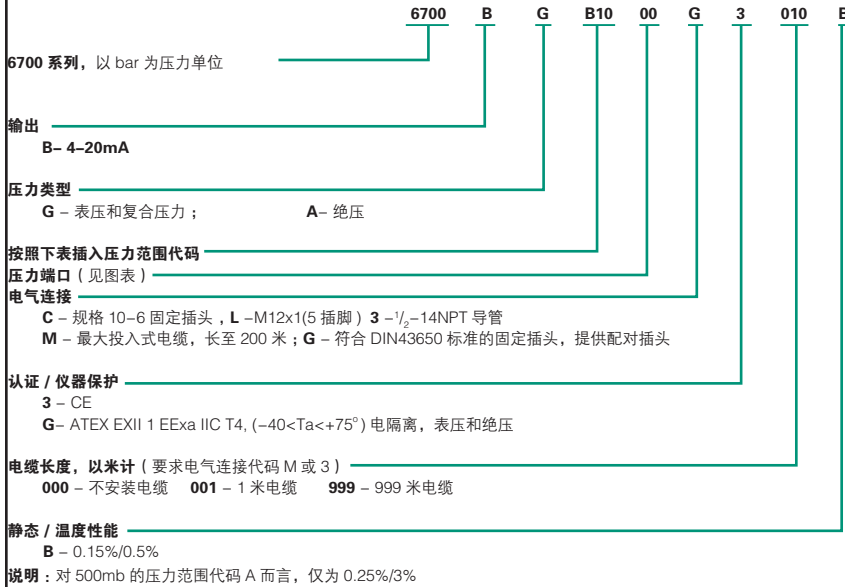 6700 B G B10 00 G 3 010 B
6700 系列，以 bar 为压力单位
输出
B– 4–20mA
压力类型
G – 表压和复合压力； A– 绝压
按照下表插入压力范围代码
压力端口（见图表）
电气连接
C – 规格 10–6 固定插头，L –M12x1(5 插脚） 3 –1/2–14NPT 导管
M – 最大投入式电缆，长至 200 米；G – 符合 DIN43650 标准的固定插头，提供配对插头
认证 / 仪器保护
3 – CE
G– ATEX EXII 1 EExa IIC T4, (–40<Ta<+75°) 电隔离，表压和绝压
电缆长度，以米计（要求电气连接代码 M 或 3）
000 – 不安装电缆 001 – 1 米电缆 999 – 999 米电缆
静态 / 温度性能
B – 0.15%/0.5%
说明：对 500mb 的压力范围代码 A 而言，仅为 0.25%/3%